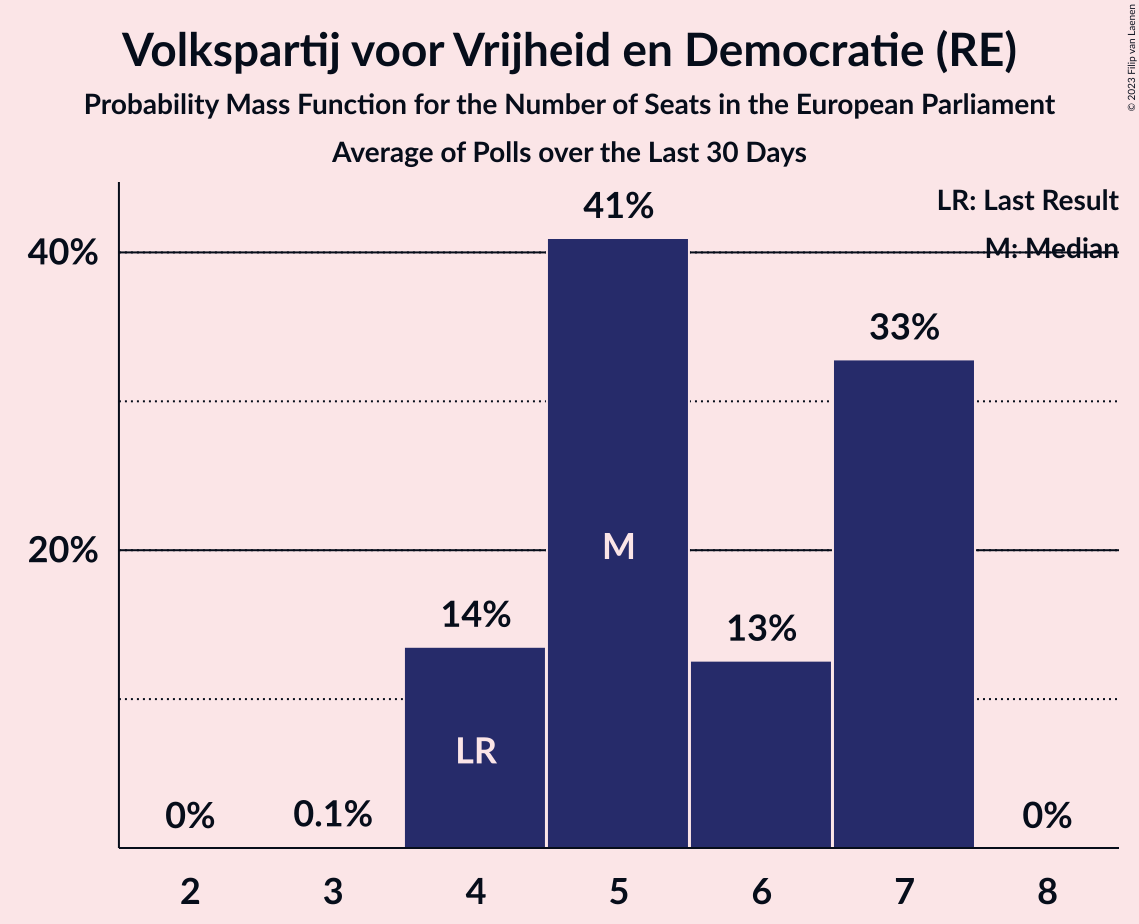 Volkspartij voor Vrijheid en Democratie (RE)
Probability Mass Function for the Number of Seats in the European Parliament
Average of Polls over the Last 30 Days
© 2023 Filip van Laenen
LR: Last Result
M: Median
40%
20%
0%
0.1%
14%
41%
13%
33%
0%
LR
M
2 3 4 5 6 7 8